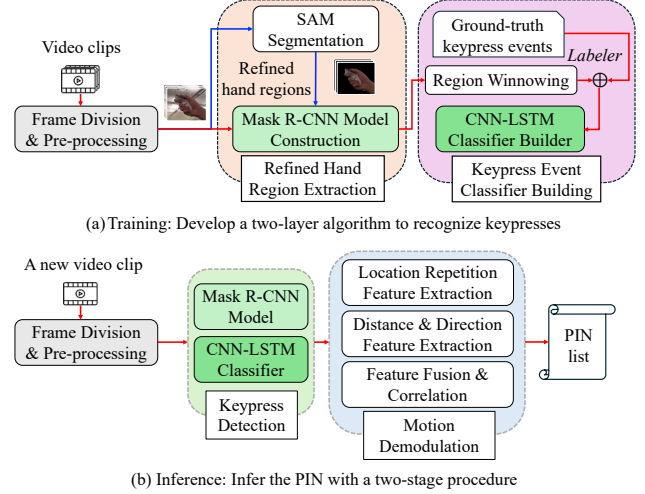 Video clips
Frame Division
& Pre-processing
SAM
Segmentation
Refined
hand regions
Mask R-CNN Model
Construction
Refined Hand
Region Extraction
Ground-truth
keypress events
Labeler
Region Winnowing
CNN-LSTM
Classifier Builder
Keypress Event
Classifier Building
(a) Training: Develop a two-layer algorithm to recognize keypresses
A new video clip
Frame Division
& Pre-processing
Mask R-CNN
Model
CNN-LSTM
Classifier
Keypress
Detection
Location Repetition
Feature Extraction
Distance & Direction
Feature Extraction
Feature Fusion &
Correlation
Motion
Demodulation
PIN
list
(b) Inference: Infer the PIN with a two-stage procedure